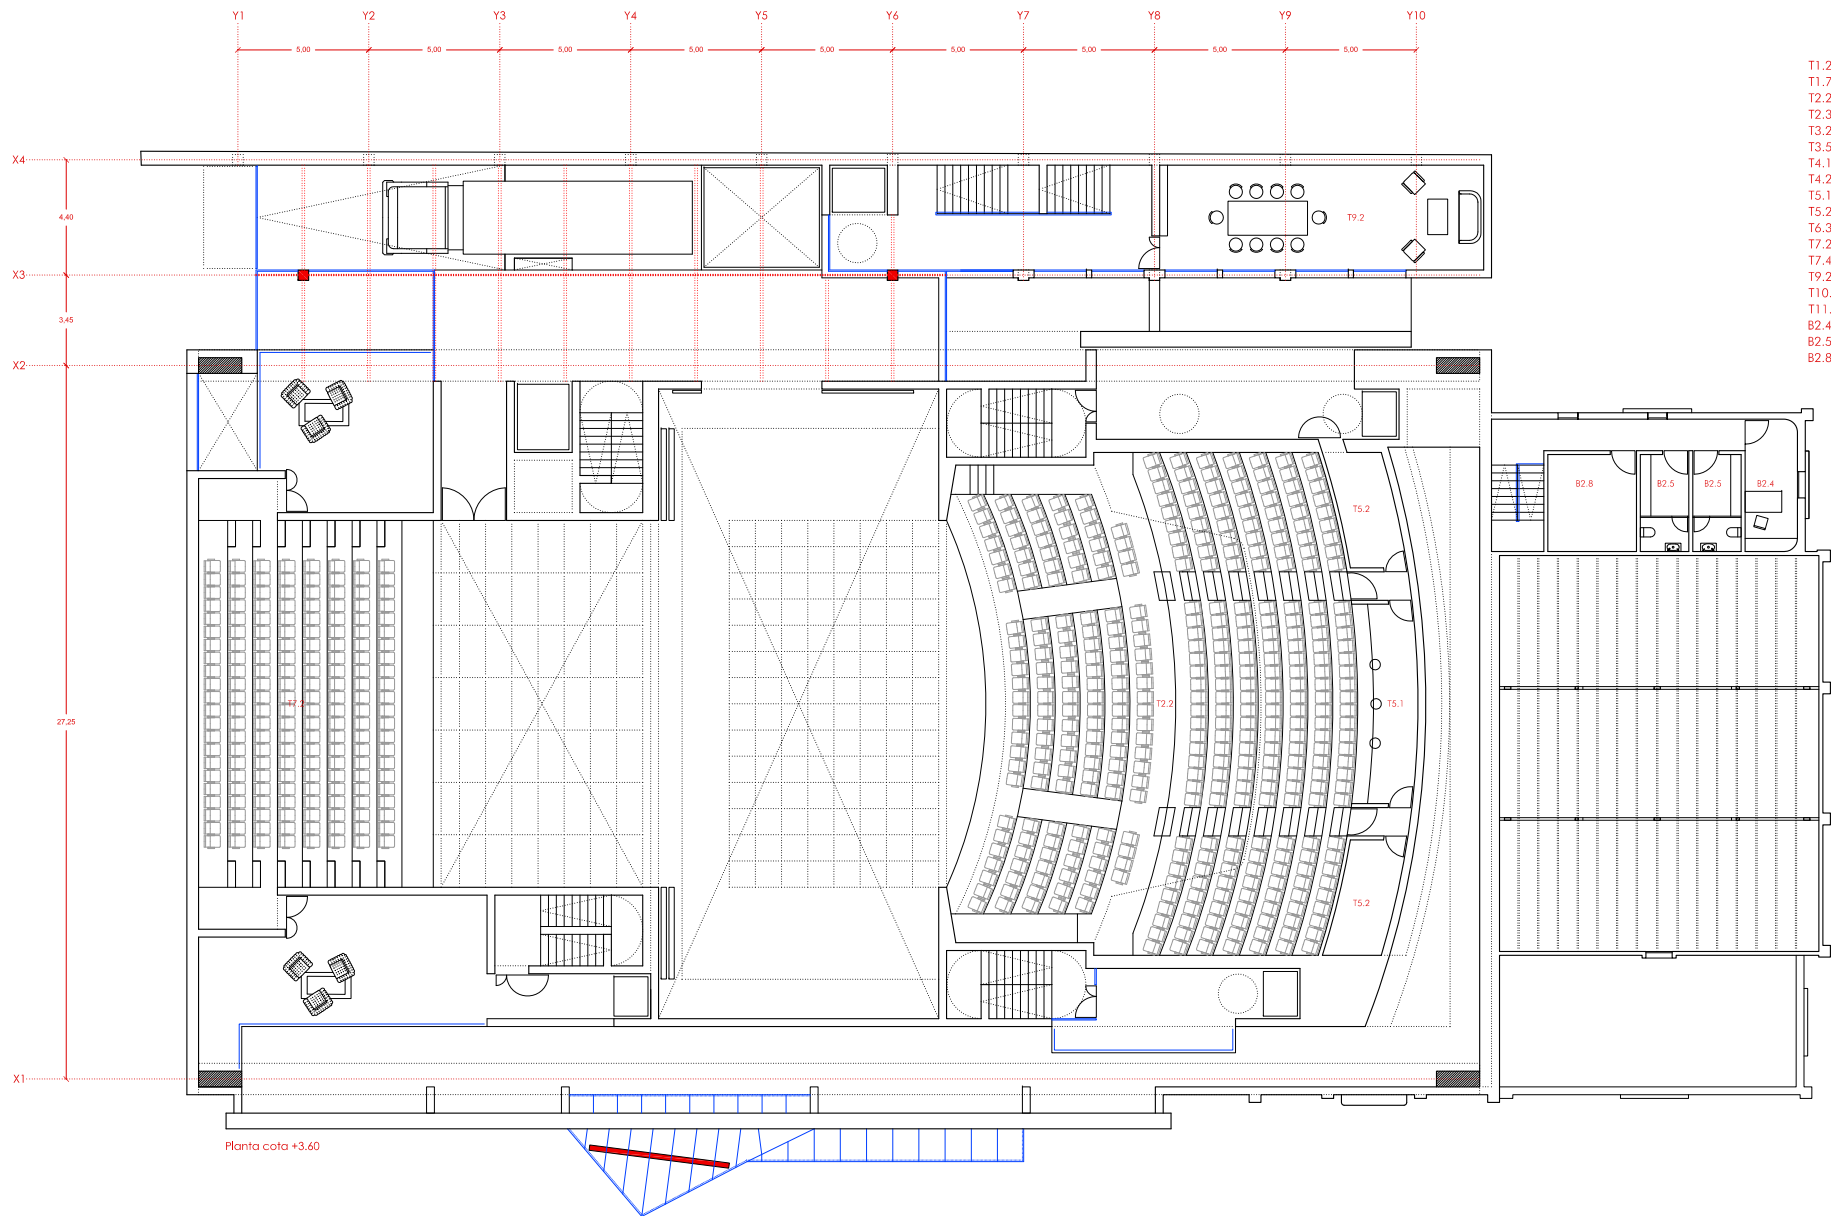 Y1 Y2 Y3 Y4 Y5 Y6 Y7 Y8 Y9 Y10
5,00 5,00 5,00 5,00 5,00 5,00 5,00 5,00 5,00
T1.2
T1.7
T2.2
T2.3
T3.2
T3.5
T4.1
T4.2
T5.1
T5.2
T6.3
T7.2
T7.4
T9.2
T10.
T11.
B2.4
B2.5
B2.8
X4
4,40
T9.2
X3
3,45
X2
B2.8 B2.5 B2.5 B2.4
T5.2
T7.2 T2.2 T5.1
27,25
T5.2
X1
Planta cota +3.60